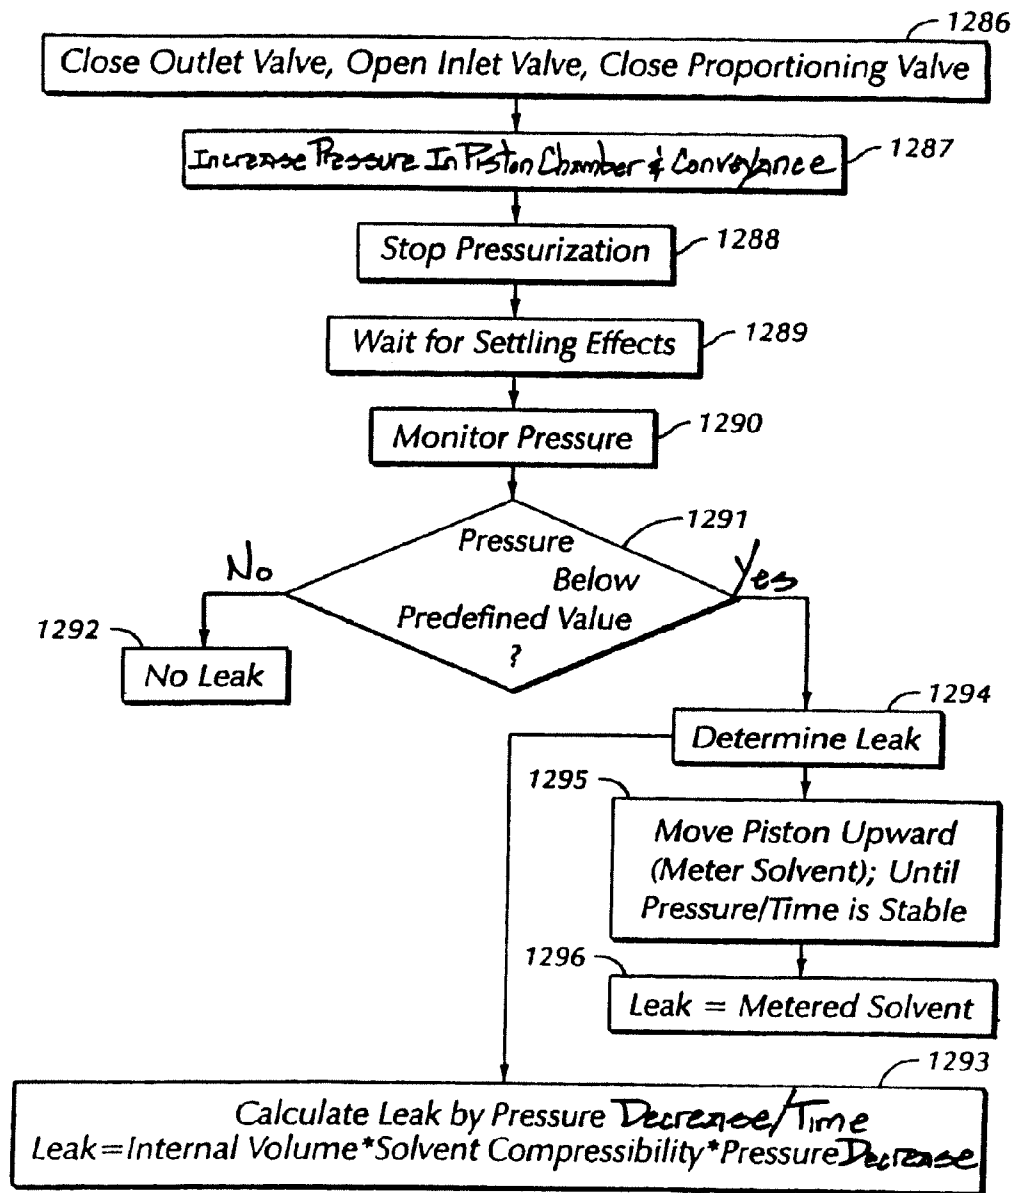 1286
Close Outlet Valve, Open Inlet Valve, Close Proportioning Valve
1287
Increase Pressure In Piston Chamber & Conveyance
1288
Stop Pressurization
1289
Wait for Settling Effects
1290
Monitor Pressure
1291
Pressure
Below
Predefined Value
?
No
Yes
1292
No Leak
1294
Determine Leak
1295
Move Piston Upward
(Meter Solvent); Until
Pressure/Time is Stable
1296
Leak = Metered Solvent
1293
Calculate Leak by Pressure Decrease/Time
Leak=Internal Volume*Solvent Compressibility*Pressure Decrease